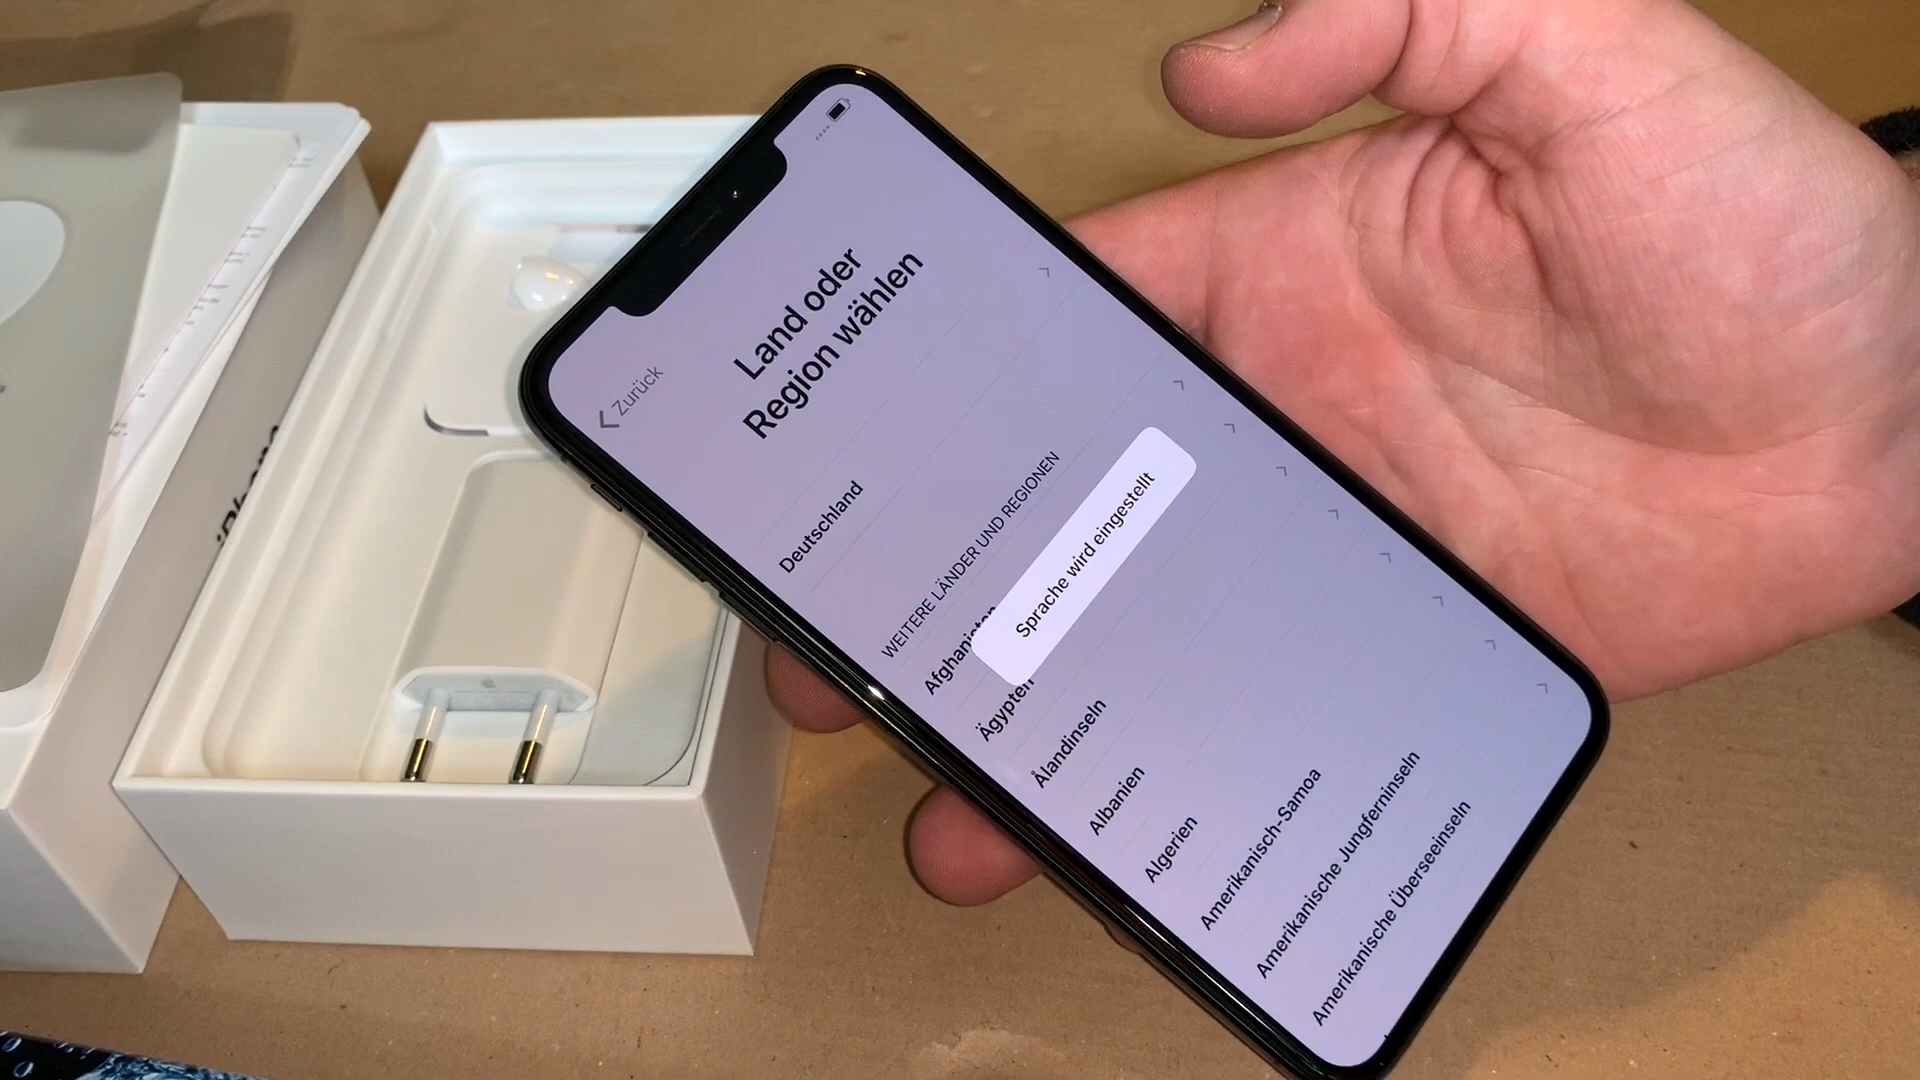 Zurück
Land oder
Region wählen
Deutschland
WEITERE LÄNDER UND REGIONEN
Sprache wird eingestellt
Ägypten
Ålandinseln
Albanien
Algerien
Amerikanisch-Samoa
Amerikanische Jungferninseln
Amerikanische Überseeinseln
iPhone